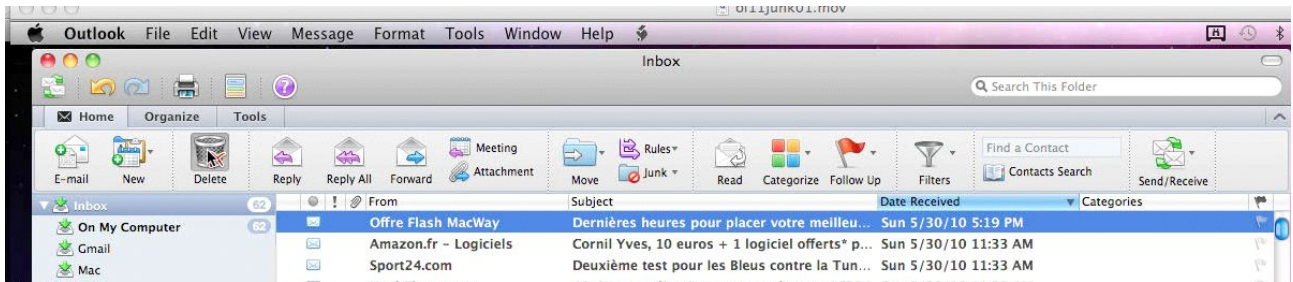 oi11junk01.mov
Outlook File Edit View Message Format Tools Window Help
Inbox
Search This Folder
Home Organize Tools
E-mail New Delete Reply Reply All Forward Meeting Attachment Move Rules Junk Read Categorize Follow Up Filters Find a Contact Contacts Search Send/Receive
Inbox 62 ! From Subject Date Received Categories
On My Computer 62 Offre Flash MacWay Dernières heures pour placer votre meilleu... Sun 5/30/10 5:19 PM
Gmail Amazon.fr – Logiciels Cornil Yves, 10 euros + 1 logiciel offerts* p... Sun 5/30/10 11:33 AM
Mac Sport24.com Deuxième test pour les Bleus contre la Tun... Sun 5/30/10 11:33 AM